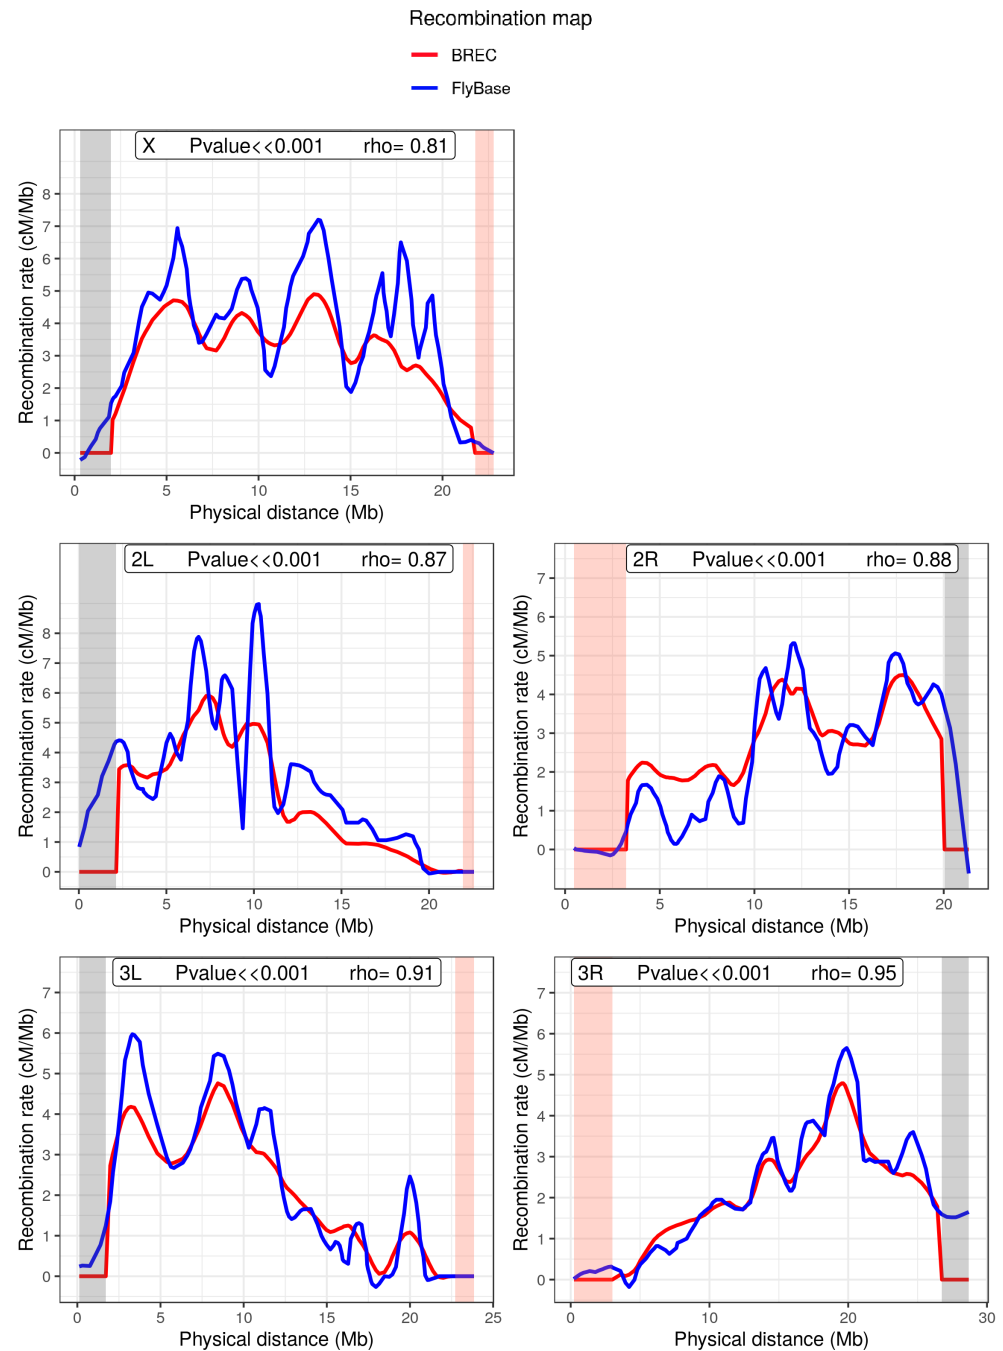 Recombination map
BREC
FlyBase
X Pvalue<<0.001 rho= 0.81
Recombination rate (cM/Mb)
8
7
6
5
4
3
2
1
0
0 5 10 15 20
Physical distance (Mb)
2L Pvalue<<0.001 rho= 0.87
Recombination rate (cM/Mb)
8
7
6
5
4
3
2
1
0
0 5 10 15 20
Physical distance (Mb)
2R Pvalue<<0.001 rho= 0.88
Recombination rate (cM/Mb)
7
6
5
4
3
2
1
0
0 5 10 15 20
Physical distance (Mb)
3L Pvalue<<0.001 rho= 0.91
Recombination rate (cM/Mb)
7
6
5
4
3
2
1
0
0 5 10 15 20 25
Physical distance (Mb)
3R Pvalue<<0.001 rho= 0.95
Recombination rate (cM/Mb)
7
6
5
4
3
2
1
0
0 10 20 30
Physical distance (Mb)